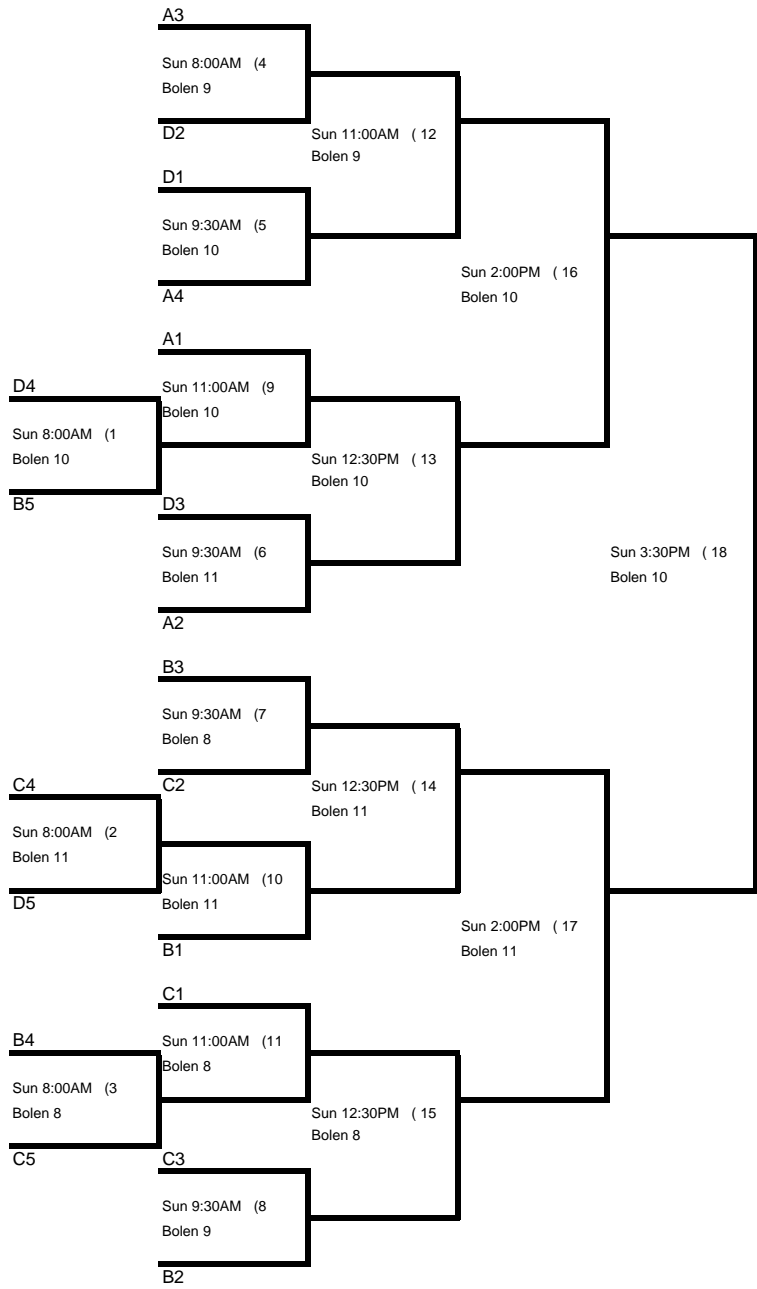 A3
Sun 8:00AM (4
Bolen 9
D2
Sun 11:00AM ( 12
Bolen 9
D1
Sun 9:30AM (5
Bolen 10
A4
Sun 2:00PM ( 16
Bolen 10
A1
D4
Sun 11:00AM (9
Bolen 10
Sun 8:00AM (1
Bolen 10
B5
Sun 12:30PM ( 13
Bolen 10
D3
Sun 9:30AM (6
Bolen 11
A2
Sun 3:30PM ( 18
Bolen 10
B3
Sun 9:30AM (7
Bolen 8
C2
C4
Sun 8:00AM (2
Bolen 11
D5
Sun 12:30PM ( 14
Bolen 11
Sun 11:00AM (10
Bolen 11
B1
Sun 2:00PM ( 17
Bolen 11
C1
B4
Sun 11:00AM (11
Bolen 8
Sun 8:00AM (3
Bolen 8
C5
Sun 12:30PM ( 15
Bolen 8
C3
Sun 9:30AM (8
Bolen 9
B2